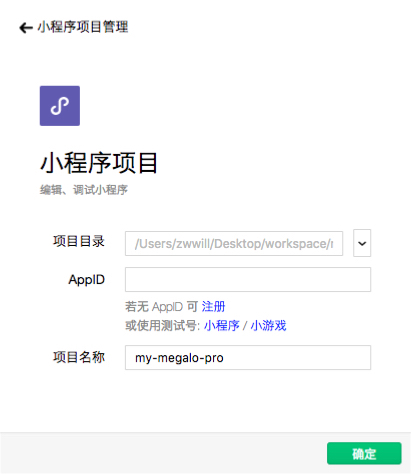 小程序项目管理
小程序项目
编辑、调试小程序
项目目录 /Users/zwwill/Desktop/workspace/
AppID
若无 AppID 可 注册
或使用测试号: 小程序 / 小游戏
项目名称 my-megalo-pro
确定